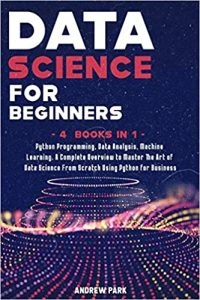 DATA
SCIENCE
FOR
BEGINNERS
- 4 BOOKS IN 1 -
Python Programming, Data Analysis, Machine
Learning. A Complete Overview to Master The Art of
Data Science From Scratch Using Python for Business
ANDREW PARK